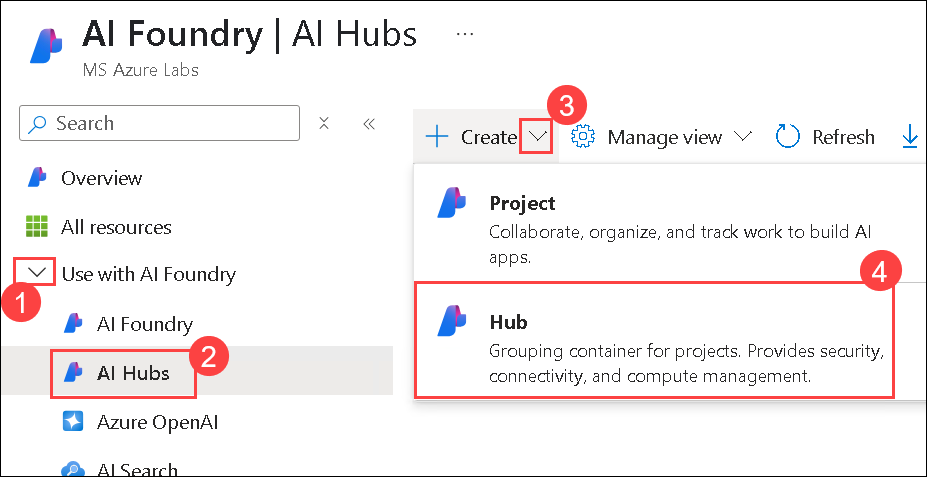 AI Foundry | AI Hubs ...
MS Azure Labs
Search
Overview
All resources
1
Use with AI Foundry
AI Foundry
2
AI Hubs
Azure OpenAI
AI Search
3
Create
Manage view
Refresh
Project
Collaborate, organize, and track work to build AI
apps.
4
Hub
Grouping container for projects. Provides security,
connectivity, and compute management.